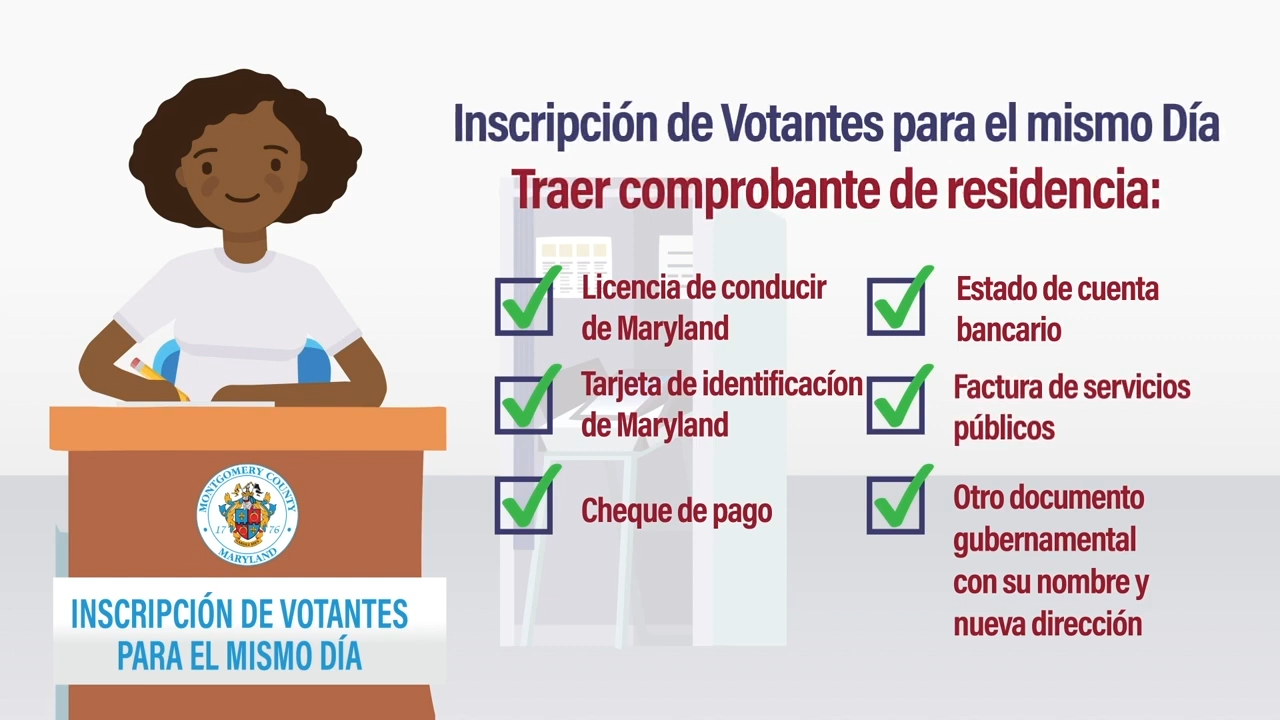 Inscripción de Votantes para el mismo Día
Traer comprobante de residencia:
Licencia de conducir
de Maryland
Tarjeta de identificacíon
de Maryland
Cheque de pago
Estado de cuenta
bancario
Factura de servicios
públicos
Otro documento
gubernamental
con su nombre y
nueva dirección
MONTGOMERY COUNTY
17 76
MARYLAND
INSCRIPCIÓN DE VOTANTES
PARA EL MISMO DÍA